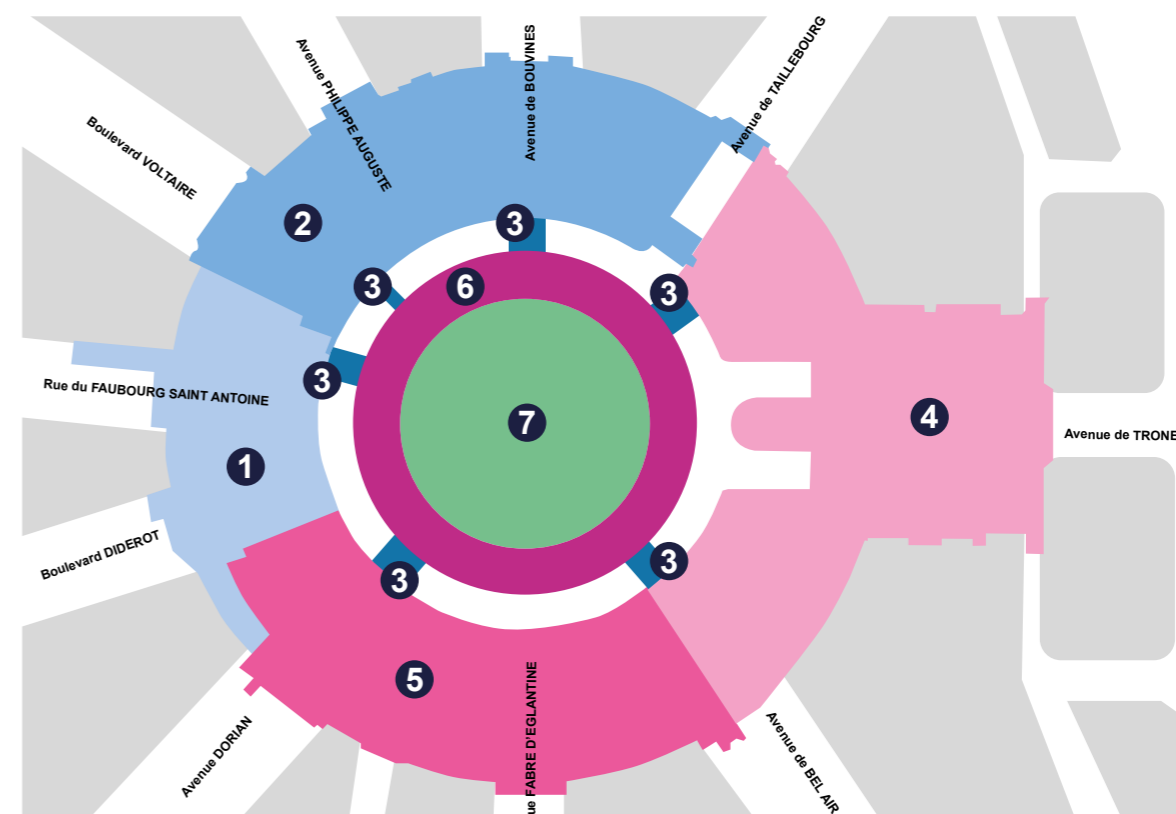 Avenue PHILIPPE AUGUSTE
Avenue de BOUVINES
Avenue de TAILLEBOURG
Boulevard VOLTAIRE
2
3
3
6
3
3
Rue du FAUBOURG SAINT ANTOINE
7
4
Avenue de TRONE
1
Boulevard DIDEROT
3
3
5
ue FABRE D'EGLANTINE
Avenue DORIAN
Avenue de BEL AIR